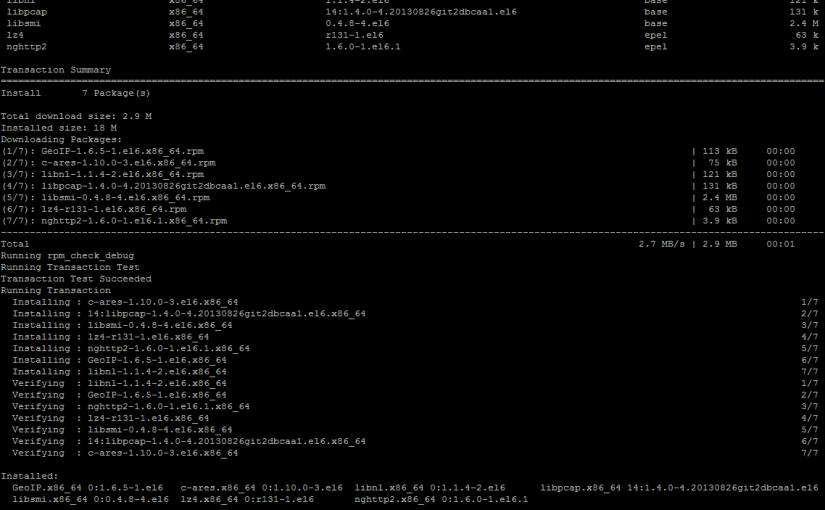 libnl x86_64 1.1.4-2.el6 base 121 k
libpcap x86_64 14:1.4.0-4.20130826git2dbcaa1.el6 base 131 k
libsmi x86_64 0.4.8-4.el6 base 2.4 M
lz4 x86_64 r131-1.el6 epel 63 k
nghttp2 x86_64 1.6.0-1.el6.1 epel 3.9 k
Transaction Summary
Install 7 Package(s)
Total download size: 2.9 M
Installed size: 18 M
Downloading Packages:
(1/7): GeoIP-1.6.5-1.el6.x86_64.rpm | 113 kB 00:00
(2/7): c-ares-1.10.0-3.el6.x86_64.rpm | 75 kB 00:00
(3/7): libnl-1.1.4-2.el6.x86_64.rpm | 121 kB 00:00
(4/7): libpcap-1.4.0-4.20130826git2dbcaa1.el6.x86_64.rpm | 131 kB 00:00
(5/7): libsmi-0.4.8-4.el6.x86_64.rpm | 2.4 MB 00:00
(6/7): lz4-r131-1.el6.x86_64.rpm | 63 kB 00:00
(7/7): nghttp2-1.6.0-1.el6.1.x86_64.rpm | 3.9 kB 00:00
Total 2.7 MB/s | 2.9 MB 00:01
Running rpm_check_debug
Running Transaction Test
Transaction Test Succeeded
Running Transaction
Installing : c-ares-1.10.0-3.el6.x86_64 1/7
Installing : 14:libpcap-1.4.0-4.20130826git2dbcaa1.el6.x86_64 2/7
Installing : libsmi-0.4.8-4.el6.x86_64 3/7
Installing : lz4-r131-1.el6.x86_64 4/7
Installing : nghttp2-1.6.0-1.el6.1.x86_64 5/7
Installing : GeoIP-1.6.5-1.el6.x86_64 6/7
Installing : libnl-1.1.4-2.el6.x86_64 7/7
Verifying : libnl-1.1.4-2.el6.x86_64 1/7
Verifying : GeoIP-1.6.5-1.el6.x86_64 2/7
Verifying : nghttp2-1.6.0-1.el6.1.x86_64 3/7
Verifying : lz4-r131-1.el6.x86_64 4/7
Verifying : libsmi-0.4.8-4.el6.x86_64 5/7
Verifying : 14:libpcap-1.4.0-4.20130826git2dbcaa1.el6.x86_64 6/7
Verifying : c-ares-1.10.0-3.el6.x86_64 7/7
Installed:
GeoIP.x86_64 0:1.6.5-1.el6 c-ares.x86_64 0:1.10.0-3.el6 libnl.x86_64 0:1.1.4-2.el6 libpcap.x86_64 14:1.4.0-4.20130826git2dbcaa1.el6
libsmi.x86_64 0:0.4.8-4.el6 lz4.x86_64 0:r131-1.el6 nghttp2.x86_64 0:1.6.0-1.el6.1